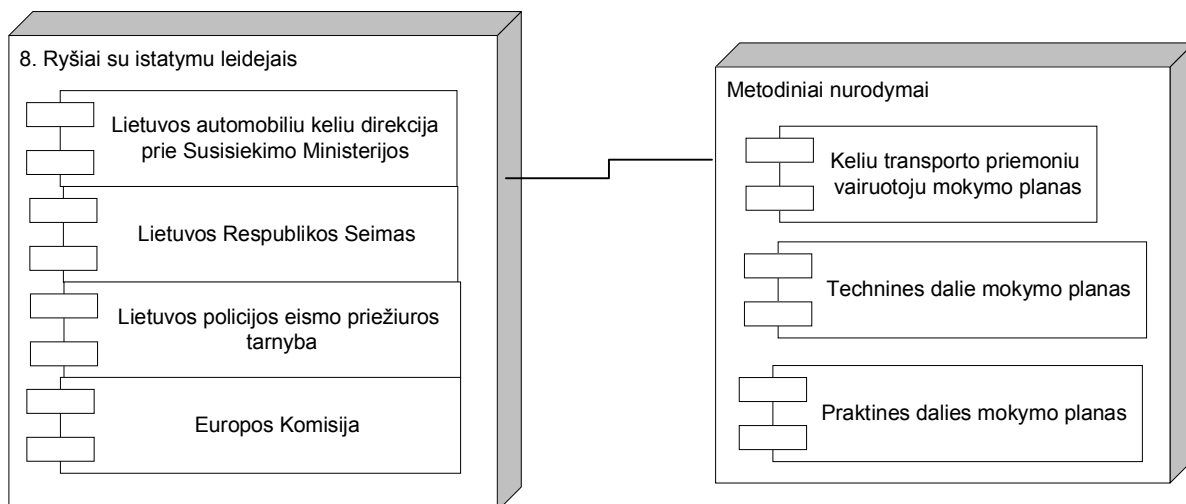 8. Ryšiai su istatymu leidejais
Lietuvos automobiliu keliu direkcija
prie Susisiekimo Ministerijos
Lietuvos Respublikos Seimas
Lietuvos policijos eismo priežiuros
tarnyba
Europos Komisija
Metodiniai nurodymai
Keliu transporto priemoniu
vairuotoju mokymo planas
Technines dalie mokymo planas
Praktines dalies mokymo planas